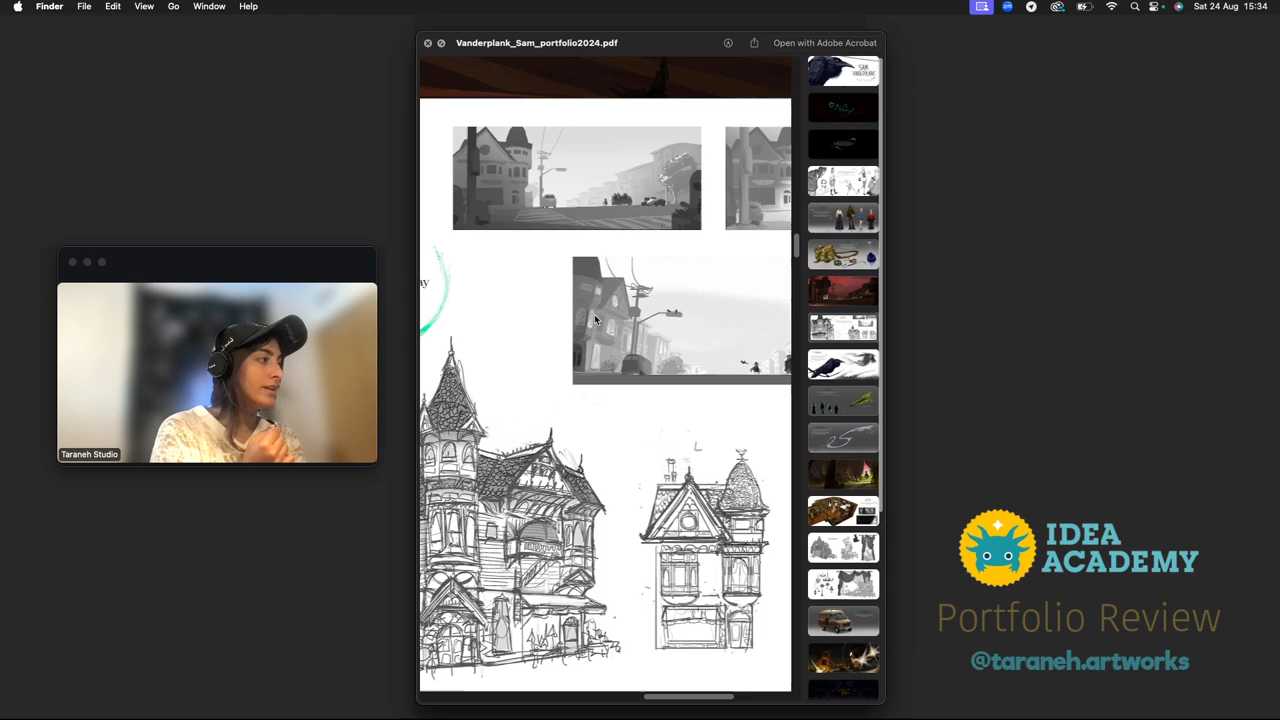 Finder File Edit View Go Window Help
Sat 24 Aug 15:34
Vanderplank_Sam_portfolio2024.pdf
Open with Adobe Acrobat
ay
Taraneh Studio
IDEA
ACADEMY
Portfolio Review
@taraneh.artworks